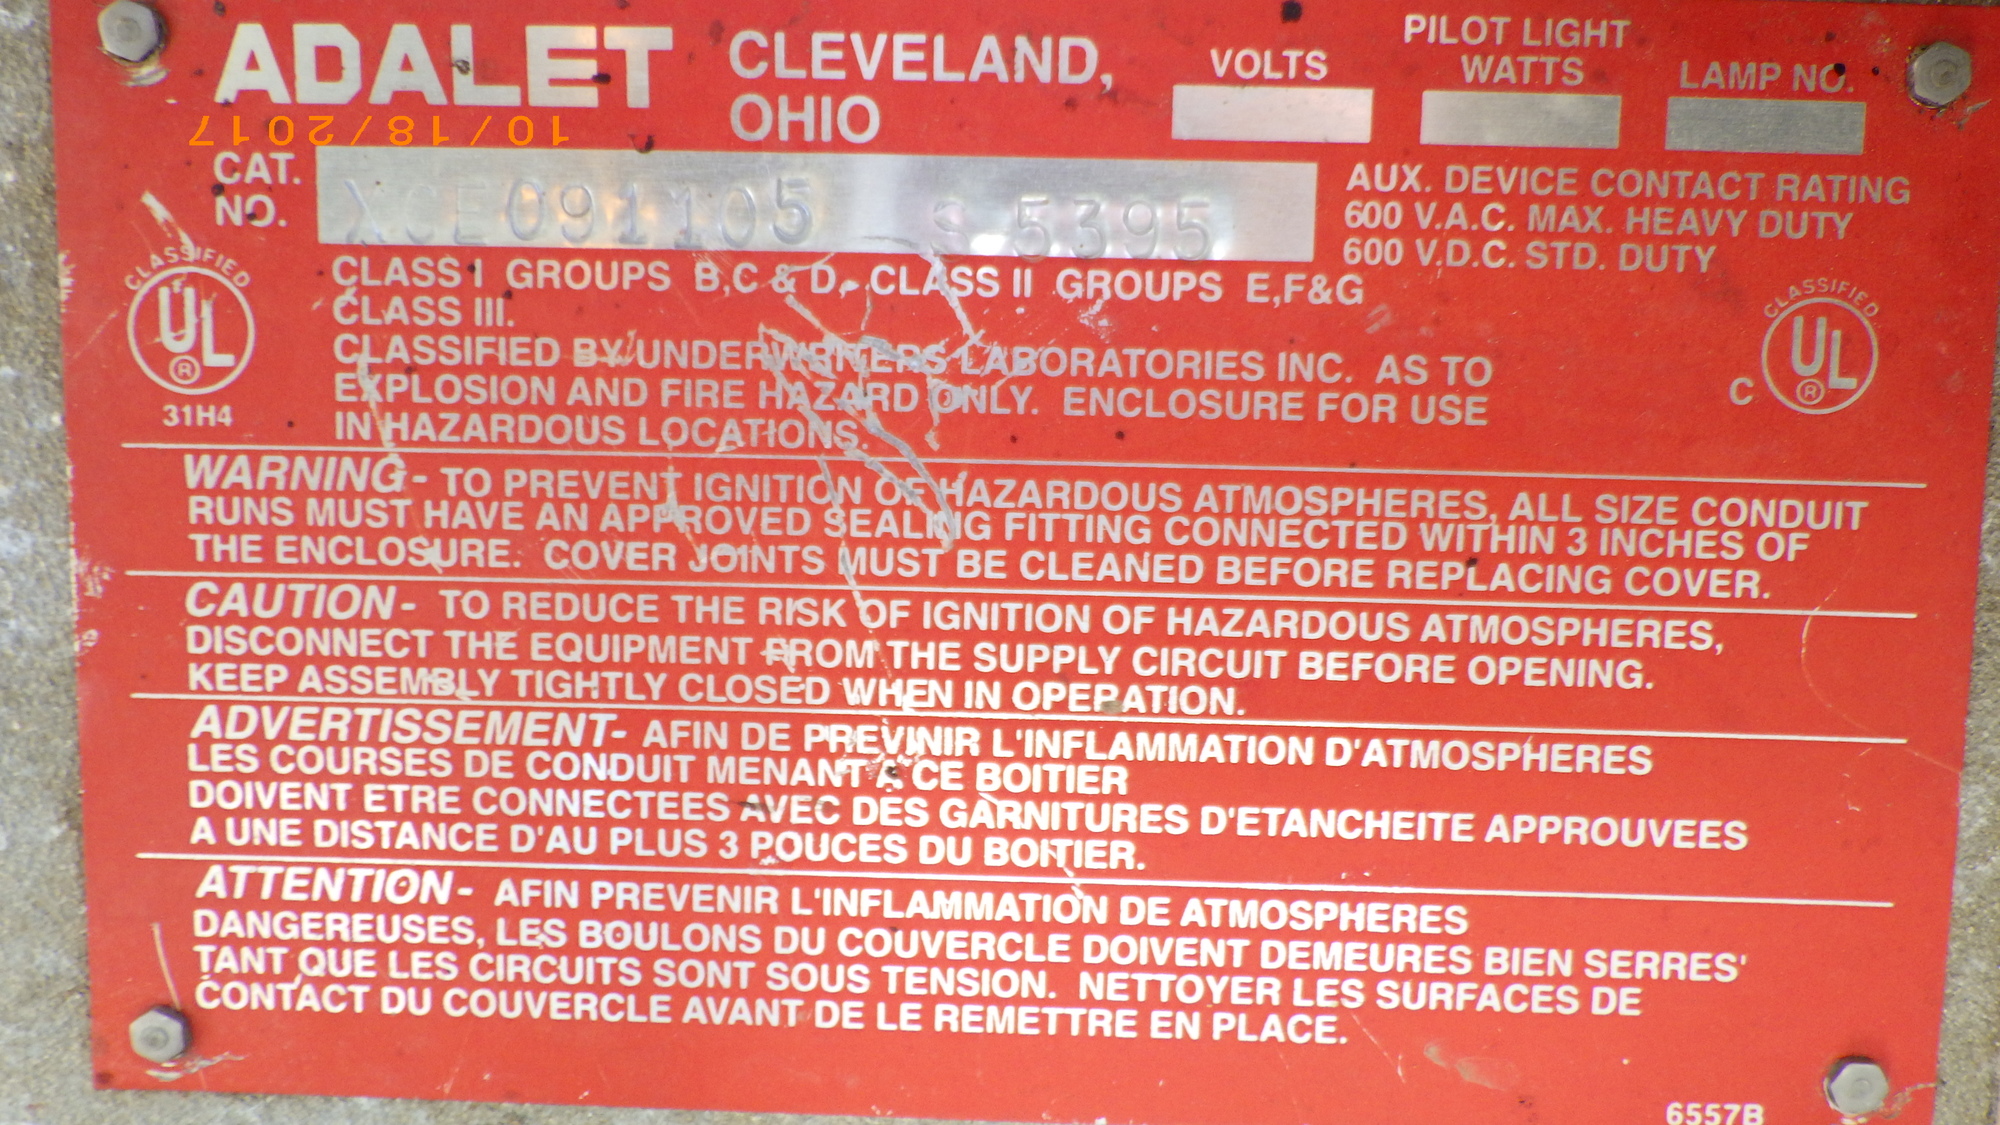 ADALET
CLEVELAND,
OHIO
VOLTS
PILOT LIGHT
WATTS
LAMP NO.
10/18/2017
CAT.
NO.
XCE091105 S 5395
AUX. DEVICE CONTACT RATING
600 V.A.C. MAX. HEAVY DUTY
600 V.D.C. STD. DUTY
CLASSIFIED
UL
®
31H4
CLASS I GROUPS B,C & D, CLASS II GROUPS E,F&G
CLASS III.
CLASSIFIED BY UNDERWRITERS LABORATORIES INC. AS TO
EXPLOSION AND FIRE HAZARD ONLY. ENCLOSURE FOR USE
IN HAZARDOUS LOCATIONS.
CLASSIFIED
C UL
®
WARNING- TO PREVENT IGNITION OF HAZARDOUS ATMOSPHERES, ALL SIZE CONDUIT
RUNS MUST HAVE AN APPROVED SEALING FITTING CONNECTED WITHIN 3 INCHES OF
THE ENCLOSURE. COVER JOINTS MUST BE CLEANED BEFORE REPLACING COVER.
CAUTION- TO REDUCE THE RISK OF IGNITION OF HAZARDOUS ATMOSPHERES,
DISCONNECT THE EQUIPMENT FROM THE SUPPLY CIRCUIT BEFORE OPENING.
KEEP ASSEMBLY TIGHTLY CLOSED WHEN IN OPERATION.
ADVERTISSEMENT- AFIN DE PREVINIR L'INFLAMMATION D'ATMOSPHERES
LES COURSES DE CONDUIT MENANT A CE BOITIER
DOIVENT ETRE CONNECTEES AVEC DES GARNITURES D'ETANCHEITE APPROUVEES
A UNE DISTANCE D'AU PLUS 3 POUCES DU BOITIER.
ATTENTION- AFIN PREVENIR L'INFLAMMATION DE ATMOSPHERES
DANGEREUSES, LES BOULONS DU COUVERCLE DOIVENT DEMEURES BIEN SERRES'
TANT QUE LES CIRCUITS SONT SOUS TENSION. NETTOYER LES SURFACES DE
CONTACT DU COUVERCLE AVANT DE LE REMETTRE EN PLACE.
6557B